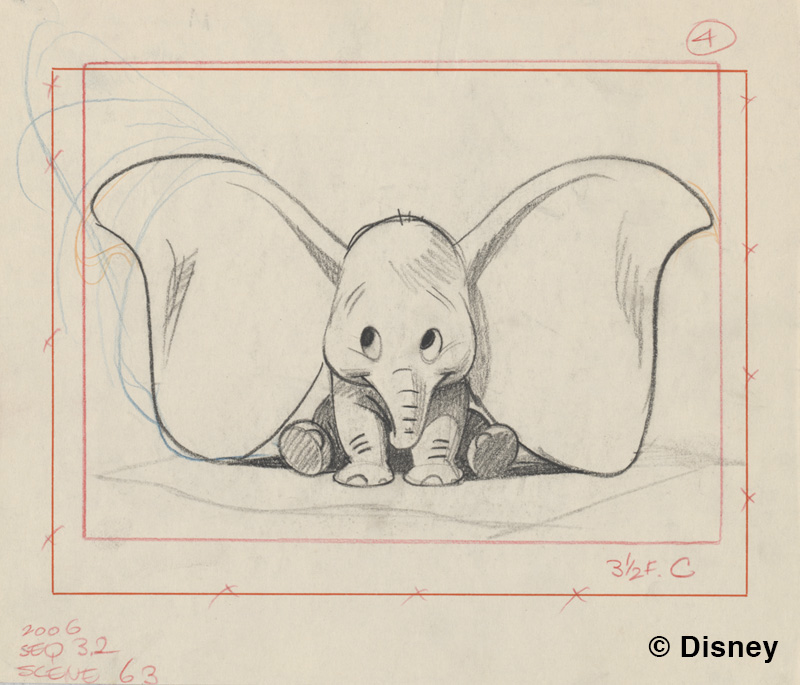 4
3½F. C
2006
SEQ 3.2
SCENE 63
© Disney